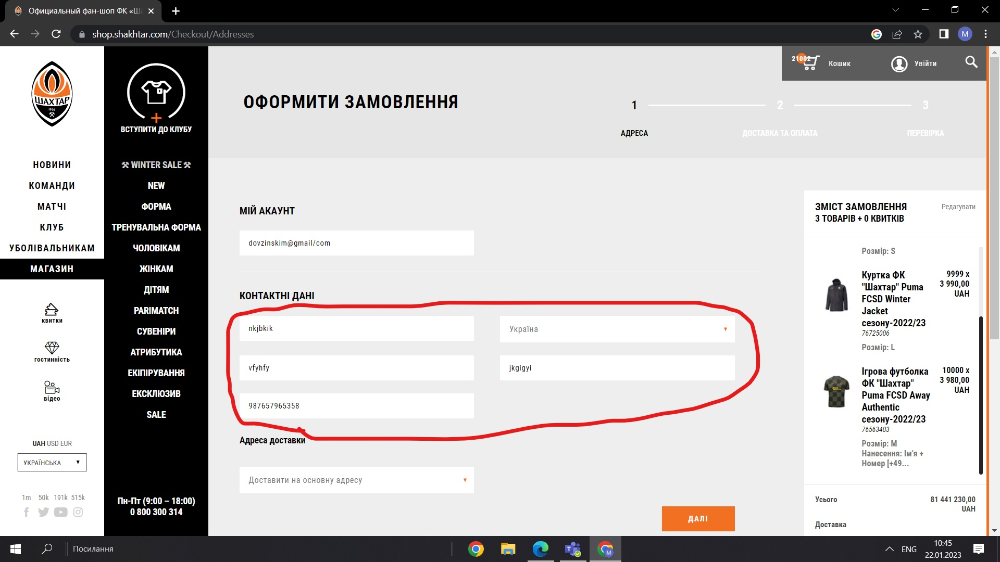 Официальный фан-шоп ФК «Ша
shop.shakhtar.com/Checkout/Addresses
M
ШАХТАР
1936
НОВИНИ
КОМАНДИ
МАТЧІ
КЛУБ
УБОЛІВАЛЬНИКАМ
МАГАЗИН
квитки
гостинність
відео
UAH USD EUR
УКРАЇНСЬКА
1m 50k 191k 515k
ВСТУПИТИ ДО КЛУБУ
⚒ WINTER SALE ⚒
NEW
ФОРМА
ТРЕНУВАЛЬНА ФОРМА
ЧОЛОВІКАМ
ЖІНКАМ
ДІТЯМ
PARIMATCH
СУВЕНІРИ
АТРИБУТИКА
ЕКІПІРУВАННЯ
ЕКСКЛЮЗИВ
SALE
Пн-Пт (9:00 – 18:00)
0 800 300 314
21002 Кошик
Увійти
ОФОРМИТИ ЗАМОВЛЕННЯ
1 2 3
АДРЕСА ДОСТАВКА ТА ОПЛАТА ПЕРЕВІРКА
МІЙ АКАУНТ
dovzinskim@gmail/com
КОНТАКТНІ ДАНІ
nkjbkik
Україна
vfyhfy
jkgigyi
987657965358
Адреса доставки
Доставити на основну адресу
ДАЛІ
ЗМІСТ ЗАМОВЛЕННЯ Редагувати
3 ТОВАРІВ + 0 КВИТКІВ
Розмір: S
Куртка ФК
"Шахтар" Puma
FCSD Winter
Jacket
сезону-2022/23
76725006
Розмір: L
9999 x
3 990,00
UAH
Ігрова футболка
ФК "Шахтар"
Puma FCSD Away
Authentic
сезону-2022/23
76563403
Розмір: M
Нанесення: Ім'я +
Номер [+49...
10000 x
3 980,00
UAH
Усього 81 441 230,00
UAH
Доставка
Посилання
ENG
10:45
22.01.2023